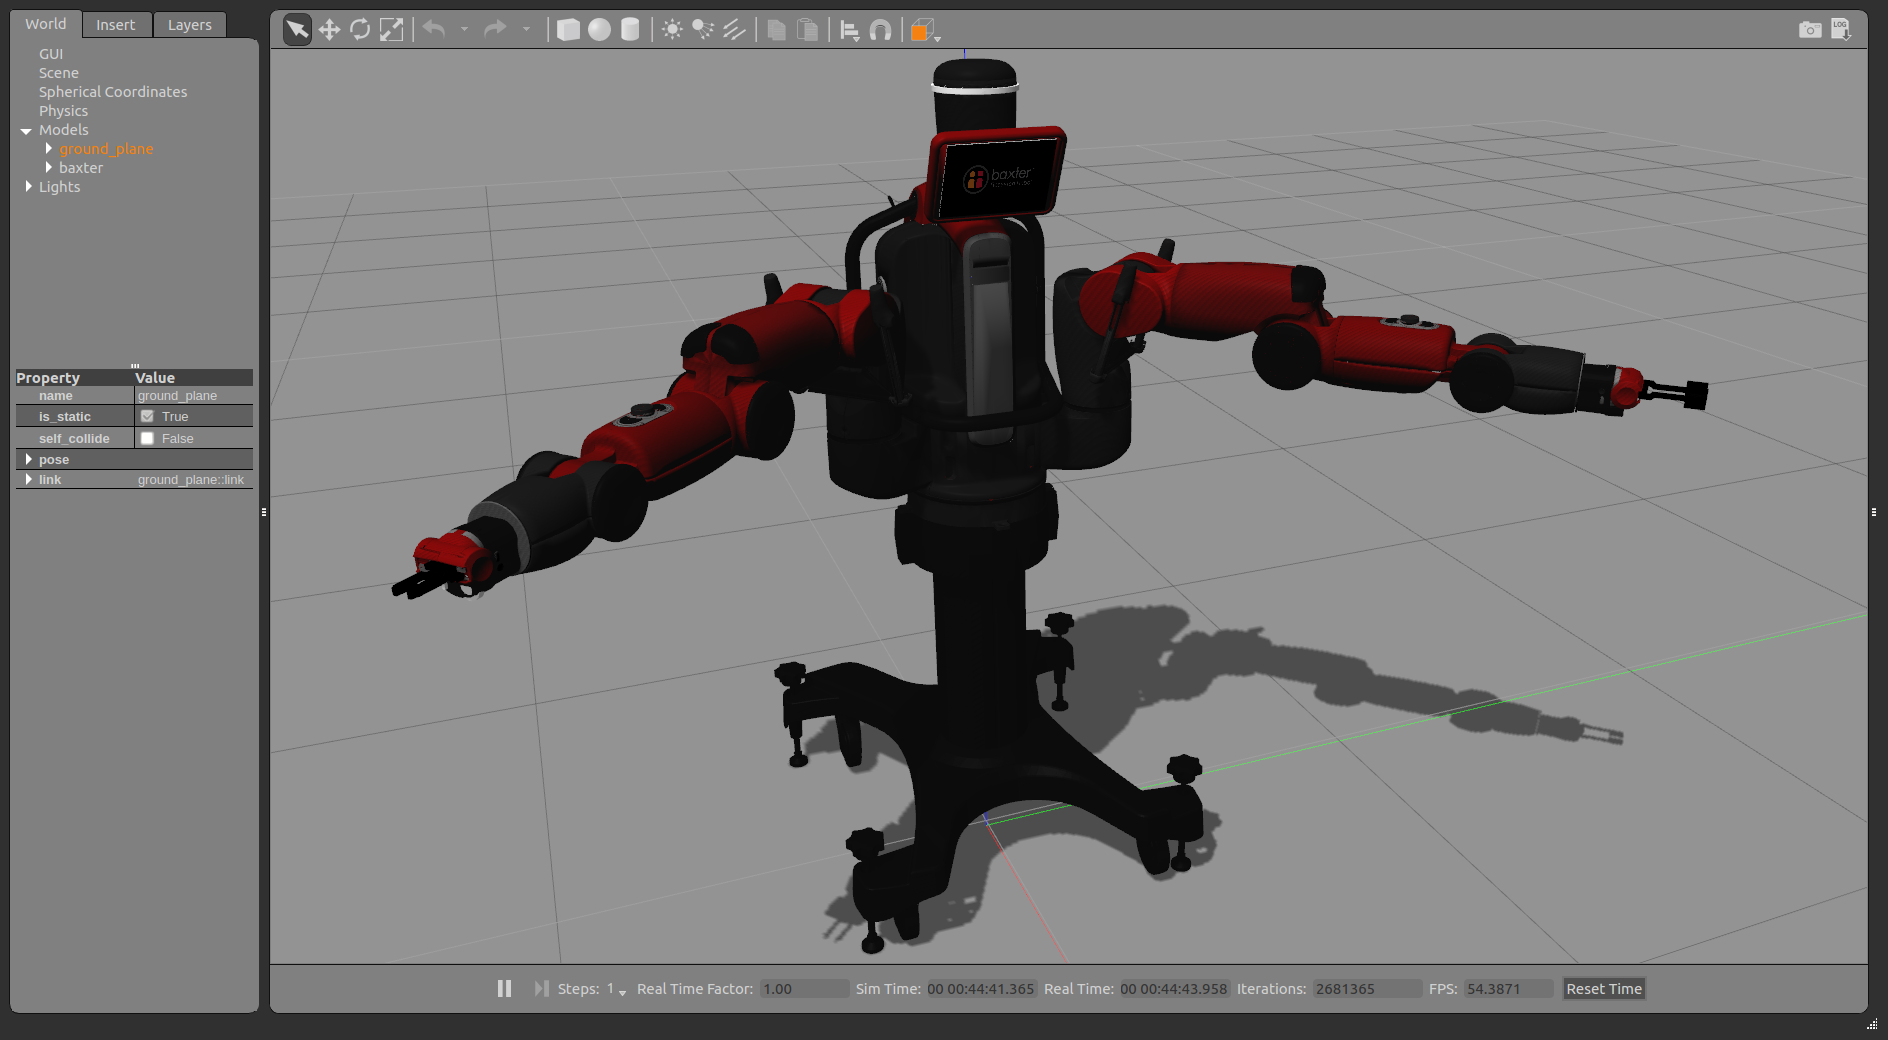 World Insert Layers
GUI
Scene
Spherical Coordinates
Physics
Models
ground_plane
baxter
Lights
Property Value
name ground_plane
is_static True
self_collide False
pose
link ground_plane::link
LOG
baxter
Steps: 1 Real Time Factor: 1.00 Sim Time: 00 00:44:41.365 Real Time: 00 00:44:43.958 Iterations: 2681365 FPS: 54.3871 Reset Time